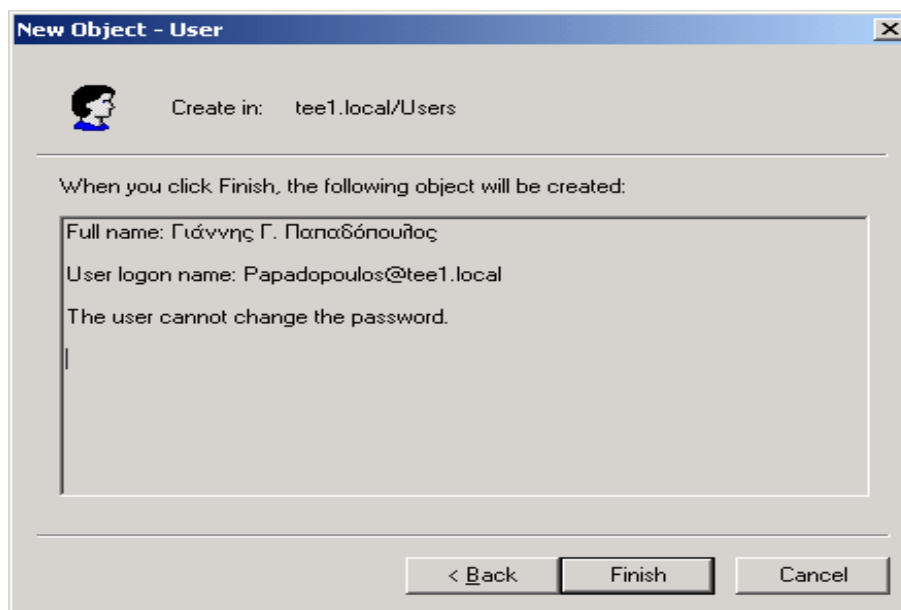 New Object - User
Create in: tee1.local/Users
When you click Finish, the following object will be created:
Full name: Γιάννης Γ. Παπαδόπουλος
User logon name: Papadopoulos@tee1.local
The user cannot change the password.
< Back Finish Cancel